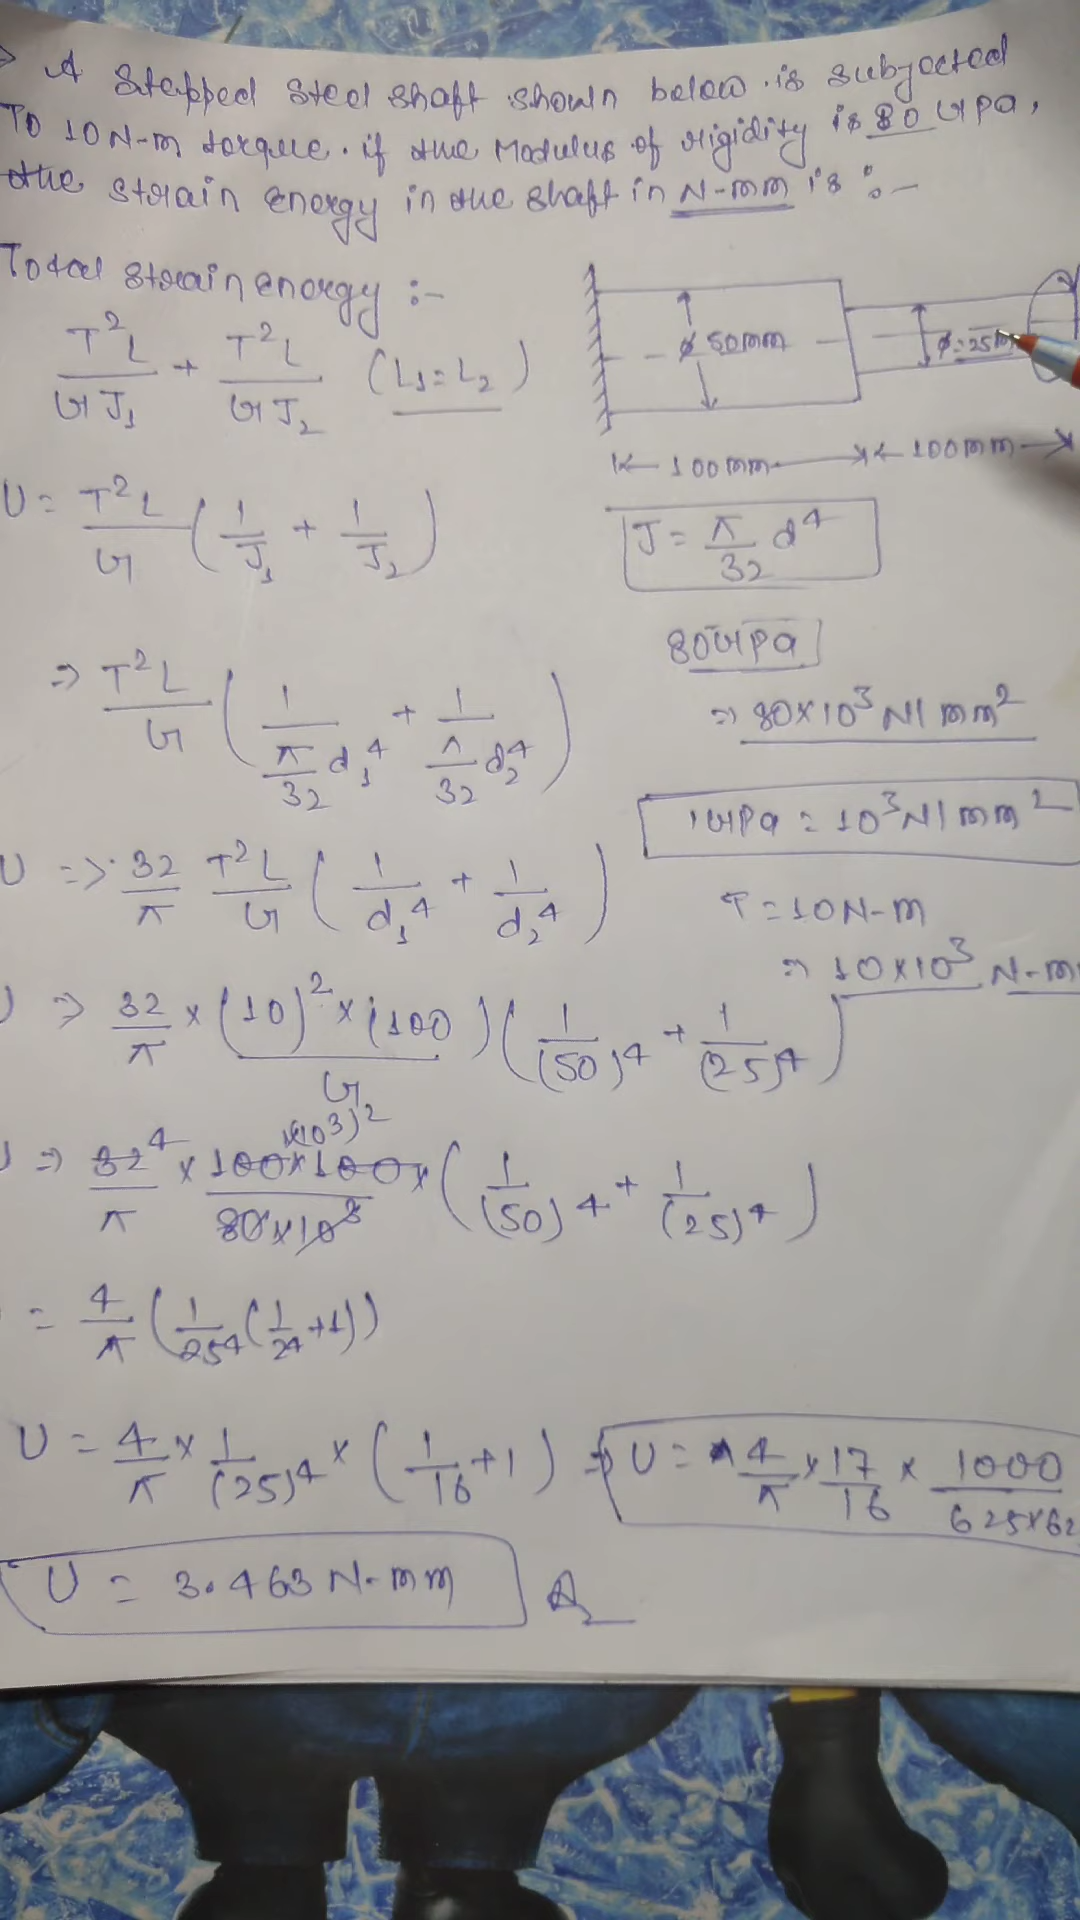 A stepped steel shaft shown below is subjected
To 10 N-m torque. if the Modulus of rigidity is 80 GPa,
the strain energy in the shaft in N-mm is :-
Total strain energy :-
T²L/GJ₁ + T²L/GJ₂ (L₁=L₂)
ϕ 50mm
ϕ=25m
100mm
100mm
U = T²L/G (1/J₁ + 1/J₂)
J = π/32 d⁴
80GPa
⇒ 80×10³ N/mm²
⇒ T²L/G (1/(π/32 d₁⁴) + 1/(π/32 d₂⁴))
1GPa = 10³N/mm²
U ⇒ 32/π T²L/G (1/d₁⁴ + 1/d₂⁴)
T = 10N-m
= 10×10³ N-m
⇒ 32/π × (10)² × (100)/G (1/(50)⁴ + 1/(25)⁴)
⇒ 32⁴/π × 100×100×(10³)²/80×10³ (1/(50)⁴ + 1/(25)⁴)
= 4/π (1/25⁴ (1/2⁴ + 1))
U = 4/π × 1/(25)⁴ × (1/16 + 1) ⇒ U = 4/π × 17/16 × 1000/625×62
U = 3.463 N-mm